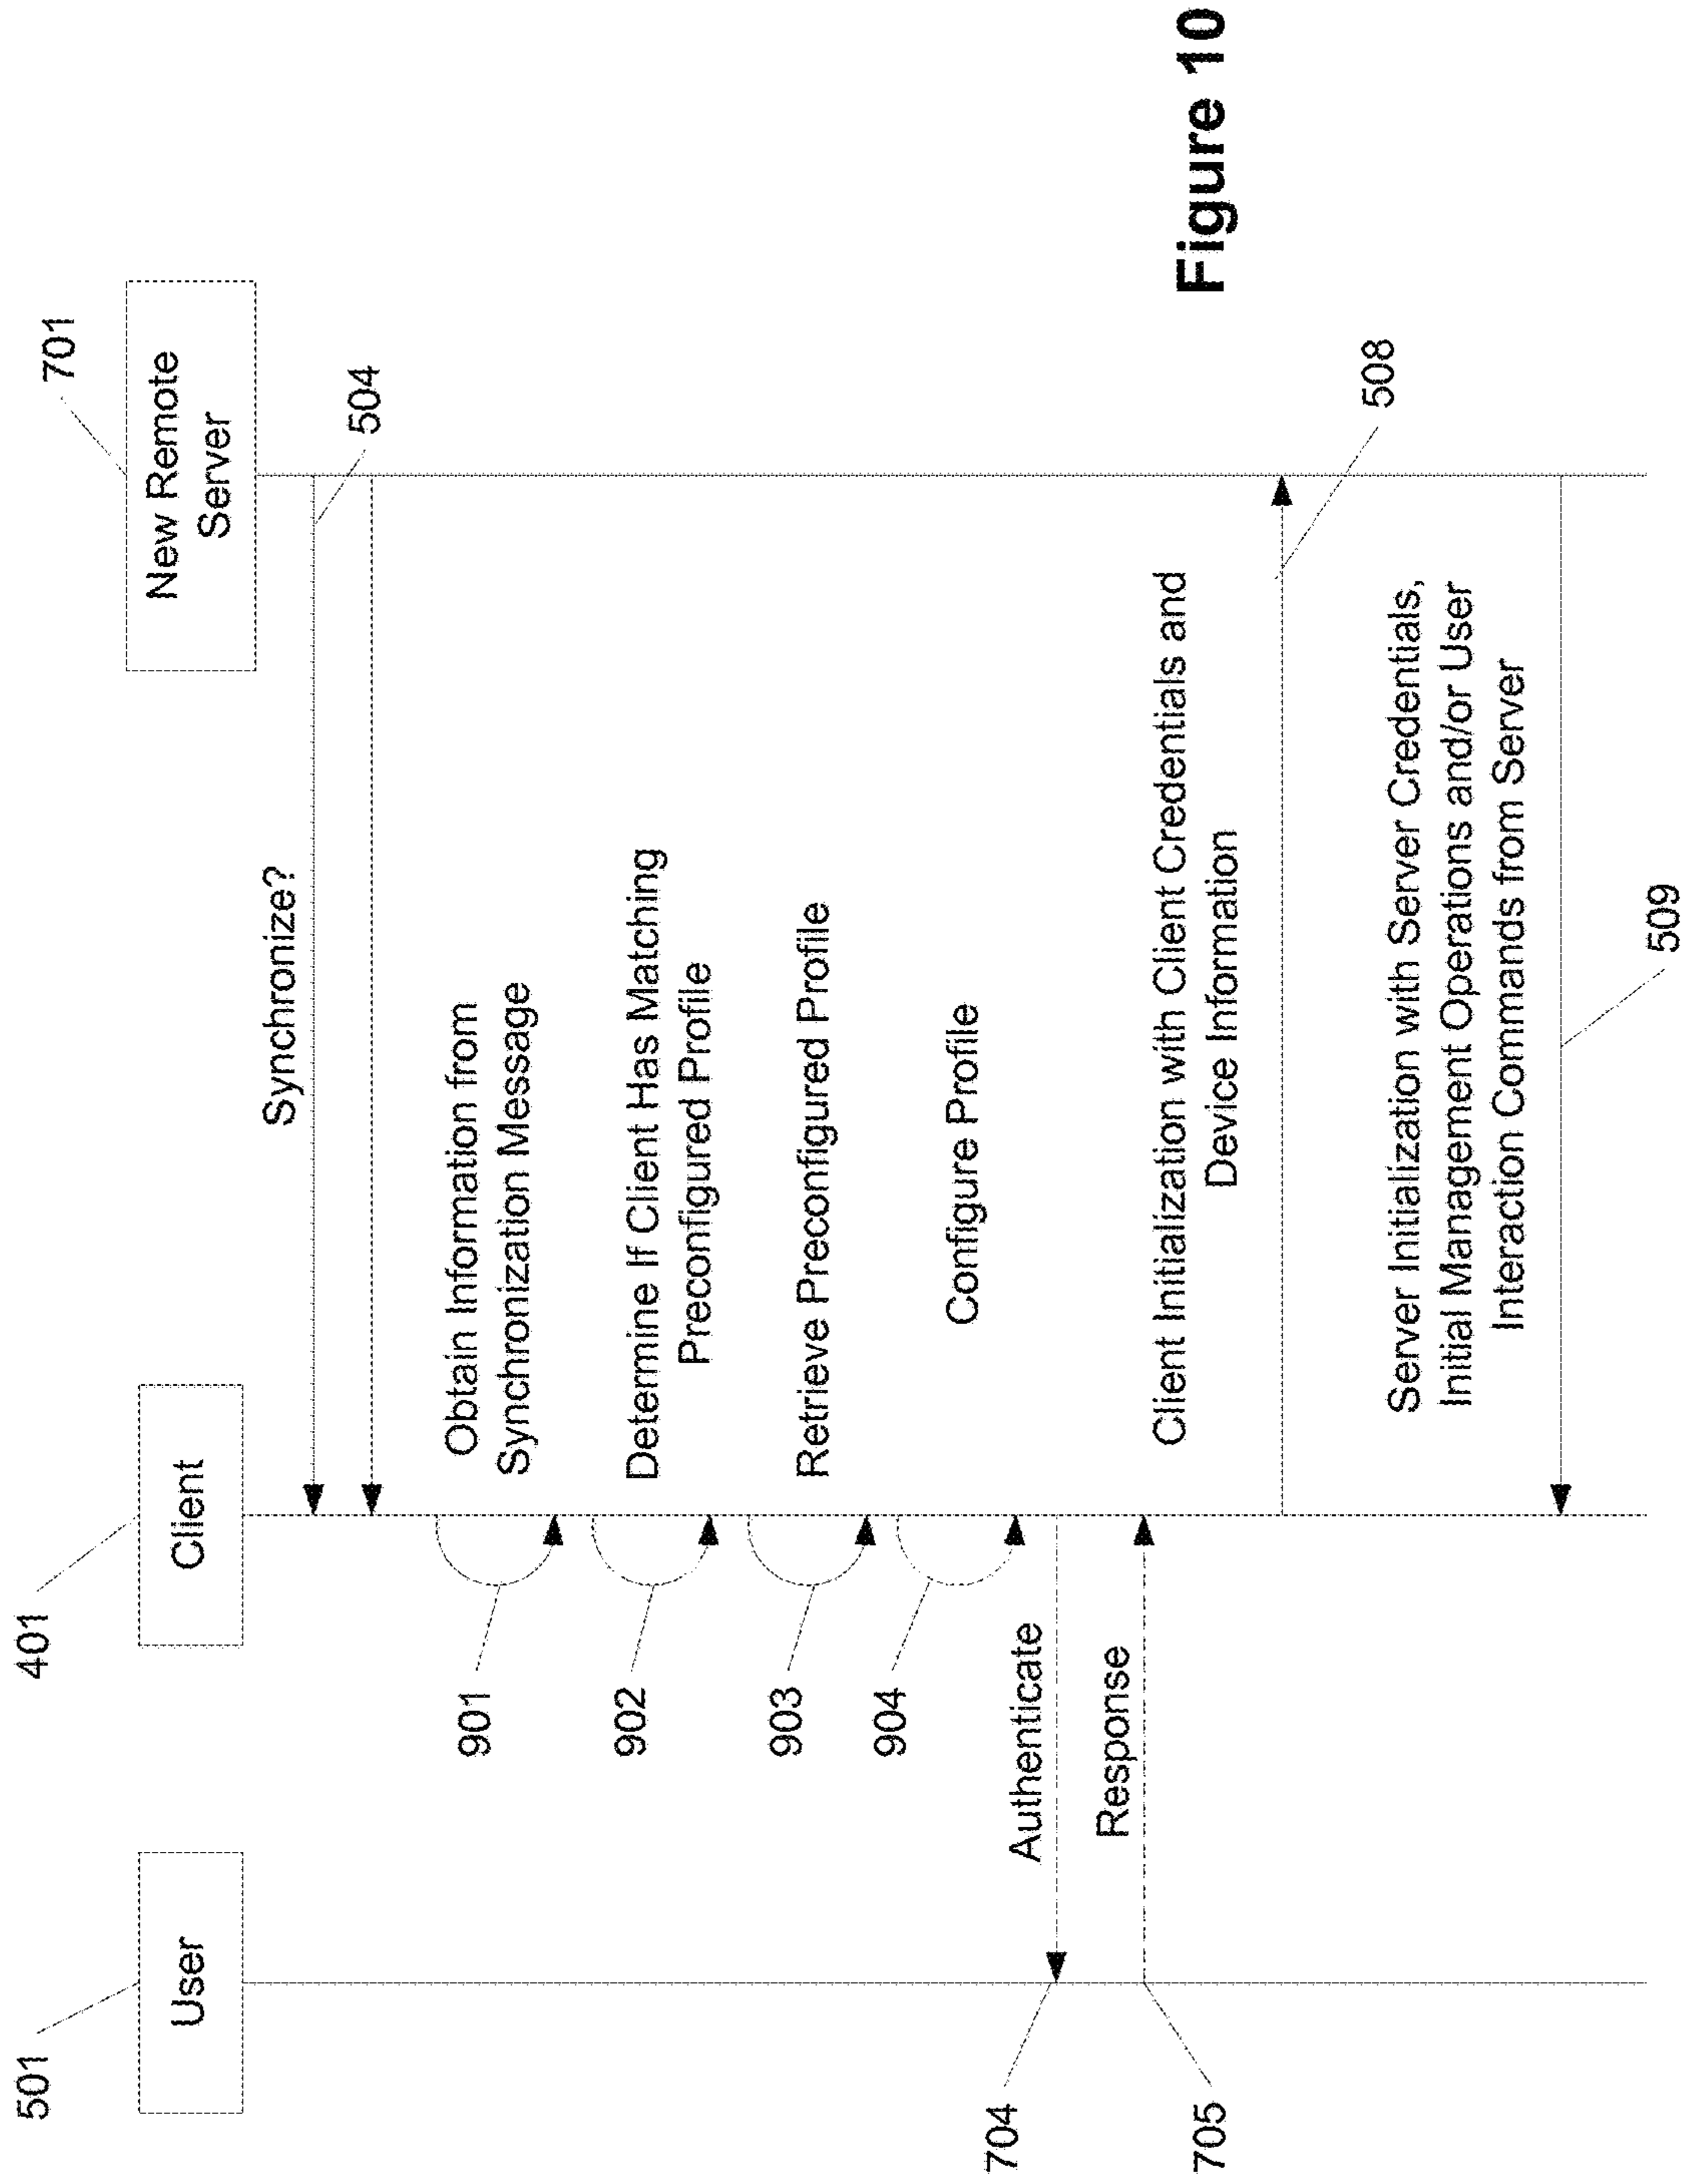 501
User
401
Client
701
New Remote
Server
Synchronize?
504
Obtain Information from
Synchronization Message
901
Determine If Client Has Matching
Preconfigured Profile
902
Retrieve Preconfigured Profile
903
Configure Profile
904
Authenticate
704
Response
705
Client Initialization with Client Credentials and
Device Information
508
Server Initialization with Server Credentials,
Initial Management Operations and/or User
Interaction Commands from Server
509
Figure 10